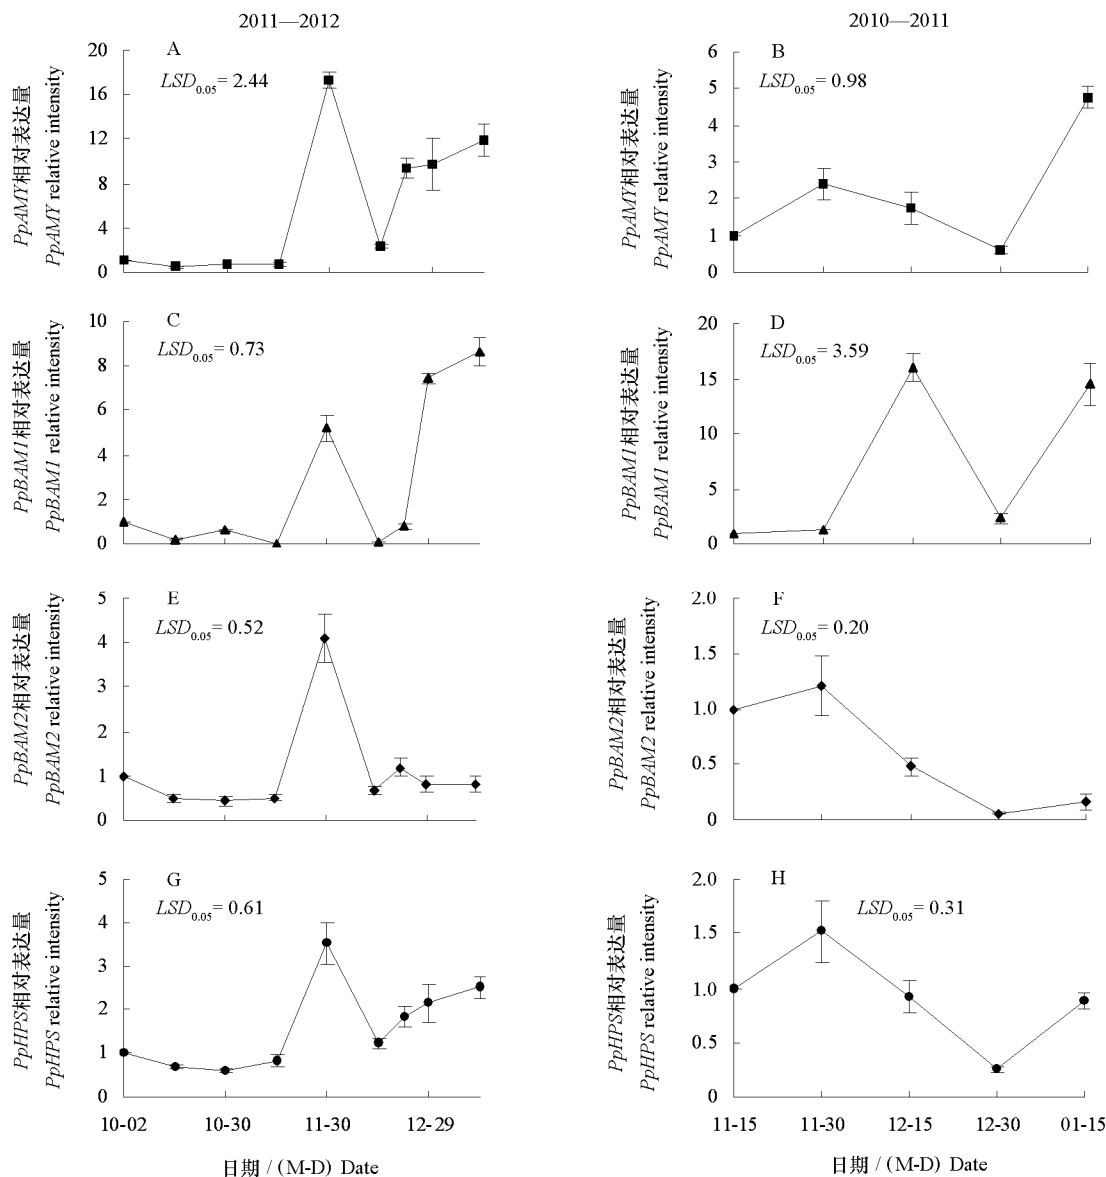 2011—2012
2010—2011
A
LSD0.05= 2.44
PpAMY相对表达量
PpAMY relative intensity
20
16
12
8
4
0
B
LSD0.05= 0.98
PpAMY相对表达量
PpAMY relative intensity
6
5
4
3
2
1
0
C
LSD0.05= 0.73
PpBAM1相对表达量
PpBAM1 relative intensity
10
8
6
4
2
0
D
LSD0.05= 3.59
PpBAM1相对表达量
PpBAM1 relative intensity
20
15
10
5
0
E
LSD0.05= 0.52
PpBAM2相对表达量
PpBAM2 relative intensity
5
4
3
2
1
0
F
LSD0.05= 0.20
PpBAM2相对表达量
PpBAM2 relative intensity
2.0
1.5
1.0
0.5
0
G
LSD0.05= 0.61
PpHPS相对表达量
PpHPS relative intensity
5
4
3
2
1
0
10-02 10-30 11-30 12-29
日期 / (M-D) Date
H
LSD0.05= 0.31
PpHPS相对表达量
PpHPS relative intensity
2.0
1.5
1.0
0.5
0
11-15 11-30 12-15 12-30 01-15
日期 / (M-D) Date